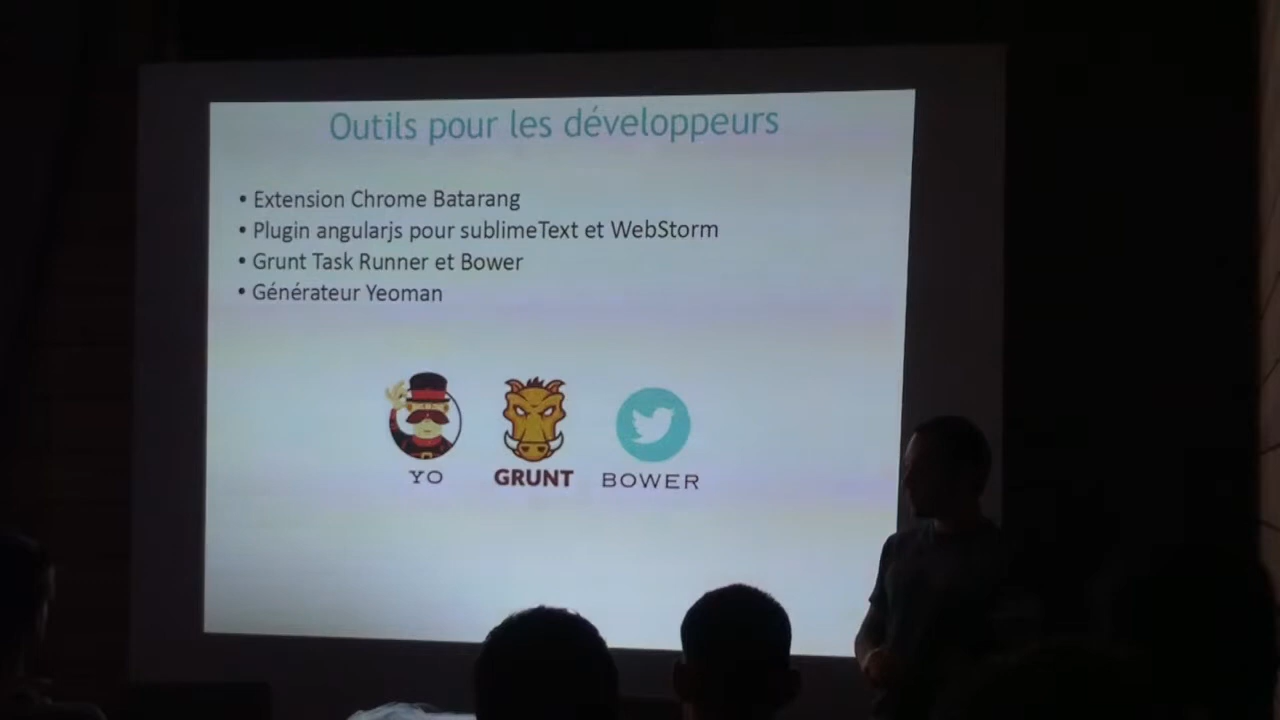 Outils pour les développeurs
• Extension Chrome Batarang
• Plugin angularjs pour sublimeText et WebStorm
• Grunt Task Runner et Bower
• Générateur Yeoman
YO
GRUNT
BOWER